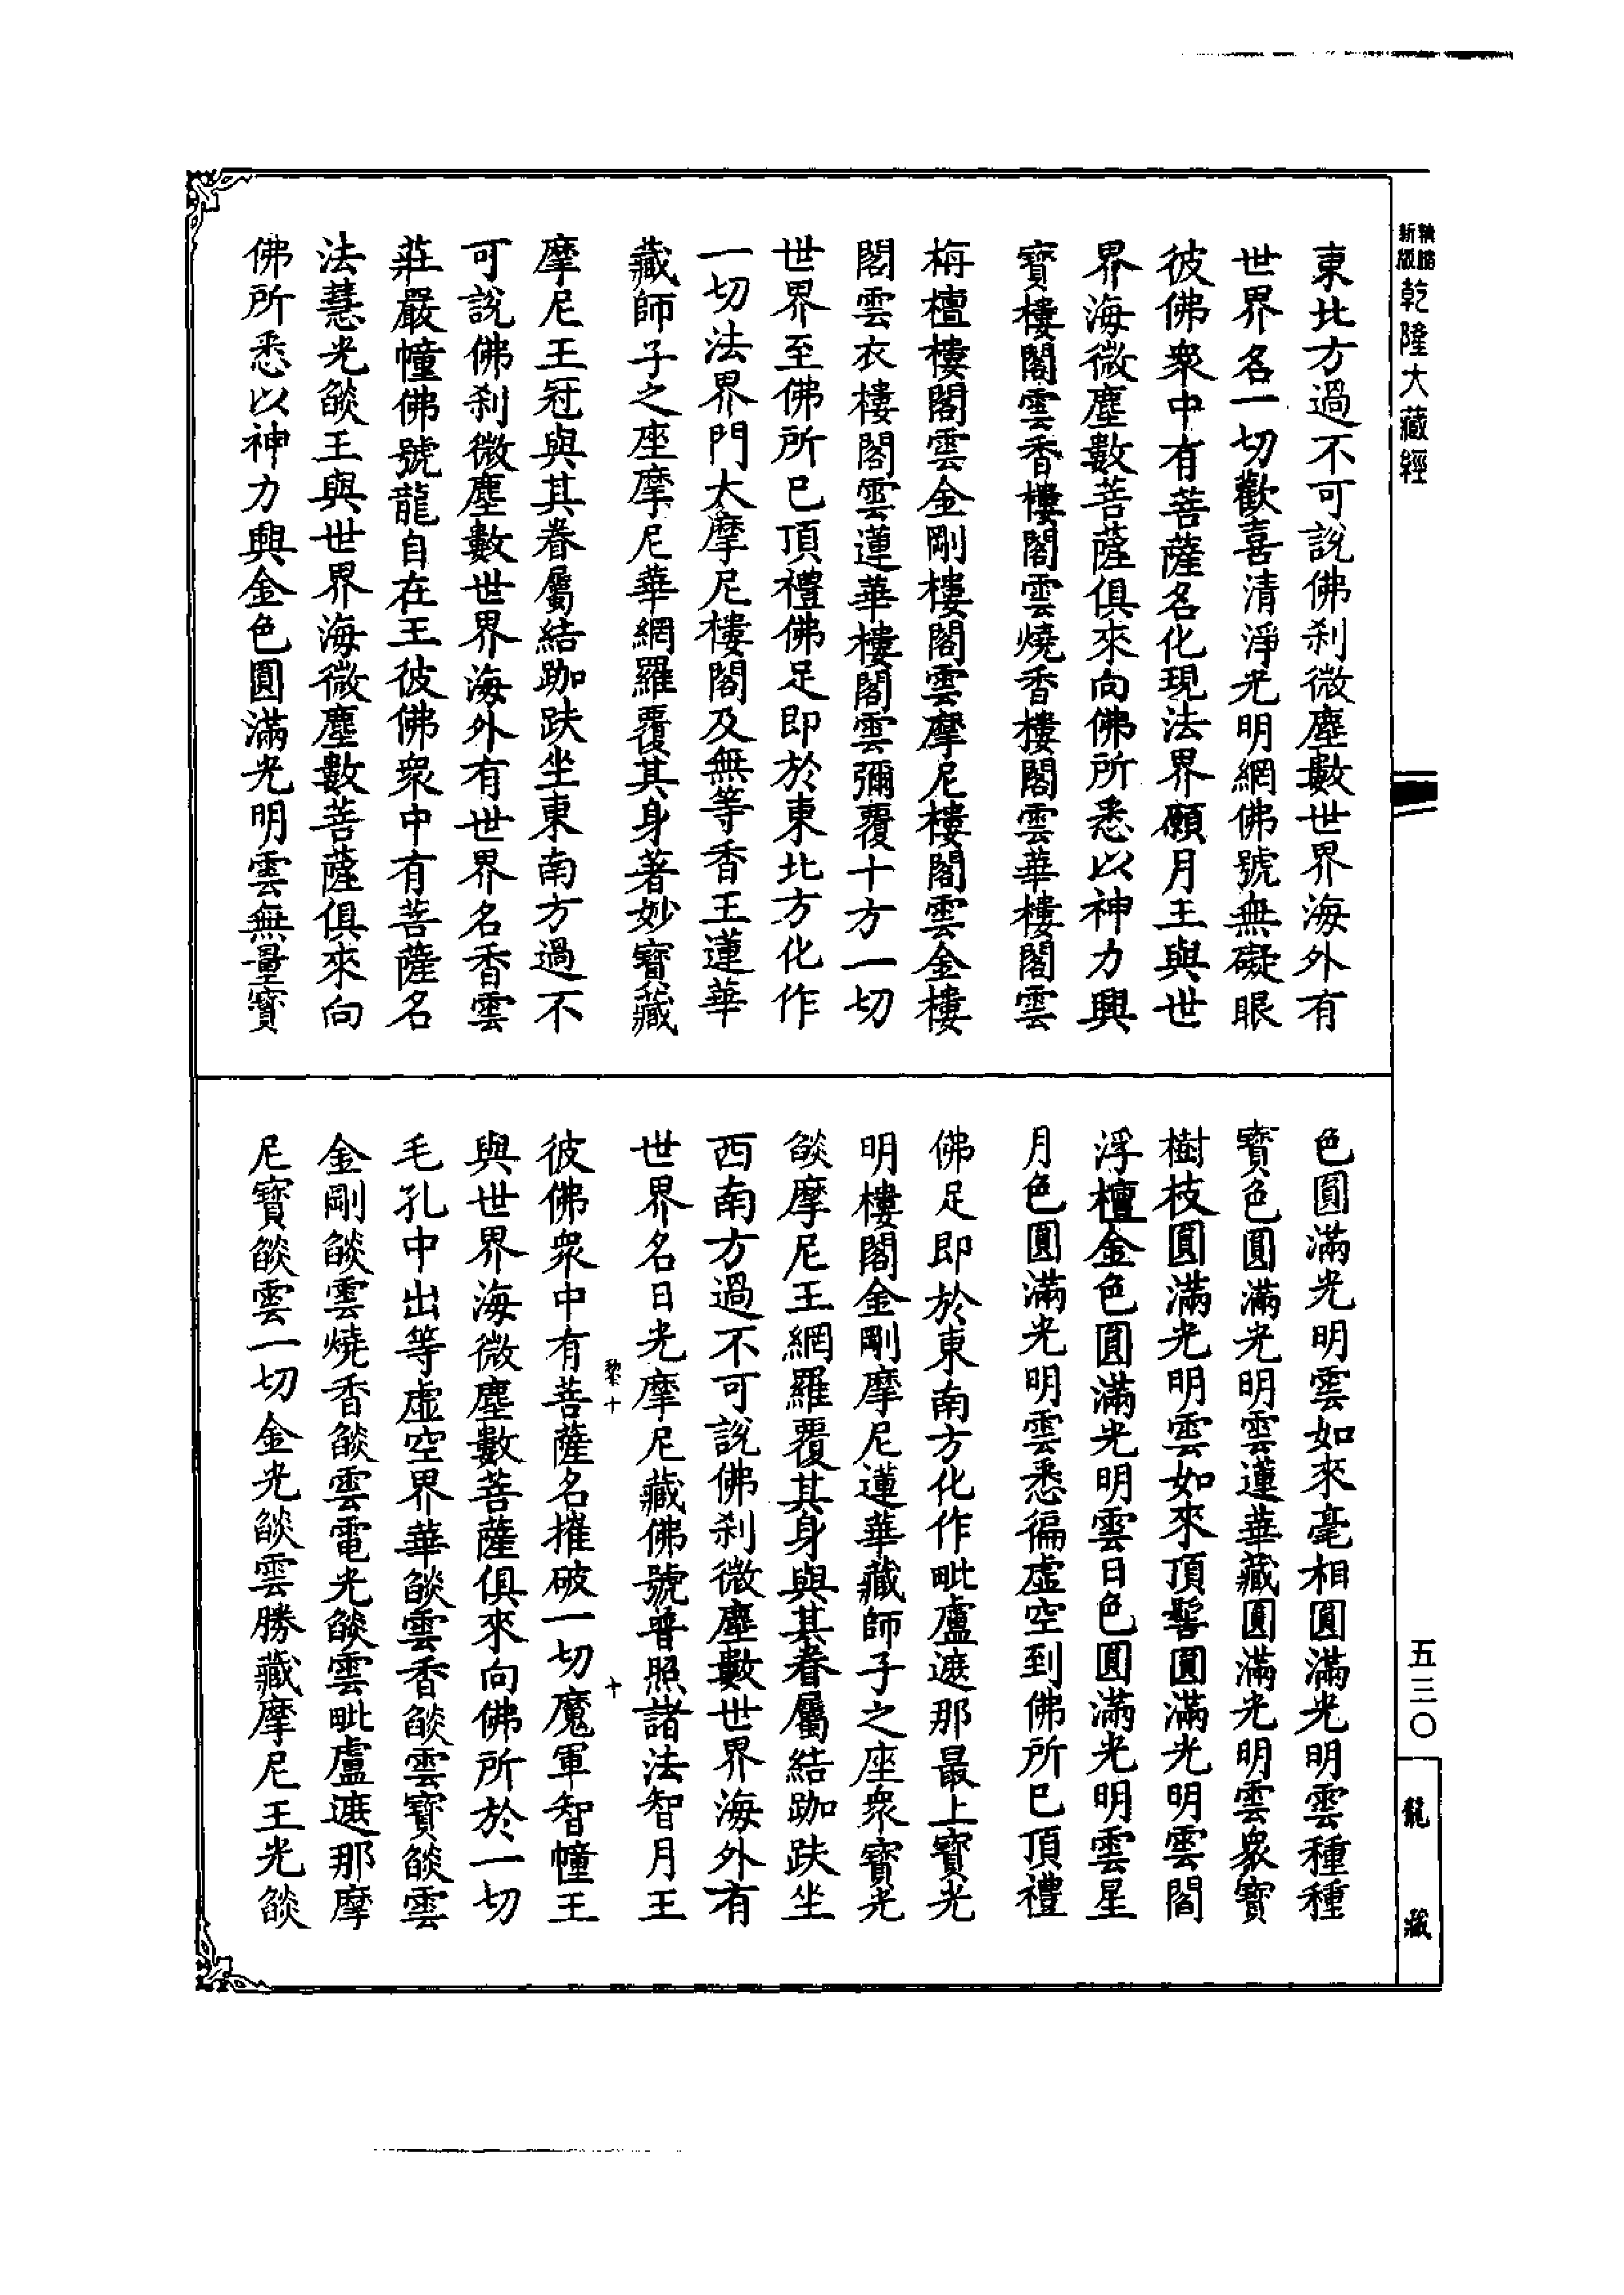 新版
精縮
乾隆大藏經
東北方過不可說佛刹微塵數世界海外有
世界名一切歡喜清淨光明網佛號無礙眼
彼佛衆中有菩薩名化現法界願月王與世
界海微塵數菩薩俱來向佛所悉以神力興
寶樓閣雲香樓閣雲燒香樓閣雲華樓閣雲
栴檀樓閣雲金剛樓閣雲摩尼樓閣雲金樓
閣雲衣樓閣雲蓮華樓閣雲彌覆十方一切
世界至佛所已頂禮佛足即於東北方化作
一切法界門大摩尼樓閣及無等香王蓮華
藏師子之座摩尼華網羅覆其身著妙寶藏
摩尼王冠與其眷屬結跏趺坐東南方過不
可說佛刹微塵數世界海外有世界名香雲
莊嚴幢佛號龍自在王彼佛衆中有菩薩名
法慧光燄王與世界海微塵數菩薩俱來向
佛所悉以神力興金色圓滿光明雲無量寶
色圓滿光明雲如來毫相圓滿光明雲種種
寶色圓滿光明雲蓮華藏圓滿光明雲衆寶
樹枝圓滿光明雲如來頂髻圓滿光明雲閻
浮檀金色圓滿光明雲日色圓滿光明雲星
月色圓滿光明雲悉徧虛空到佛所已頂禮
佛足即於東南方化作毗盧遮那最上寶光
明樓閣金剛摩尼蓮華藏師子之座衆寶光
燄摩尼王網羅覆其身與其眷屬結跏趺坐
西南方過不可說佛刹微塵數世界海外有
世界名日光摩尼藏佛號普照諸法智月王
黎十
十
彼佛衆中有菩薩名摧破一切魔軍智幢王
與世界海微塵數菩薩俱來向佛所於一切
毛孔中出等虛空界華燄雲香燄雲寶燄雲
金剛燄雲燒香燄雲電光燄雲毗盧遮那摩
尼寶燄雲一切金光燄雲勝藏摩尼王光燄
五三〇
龍藏